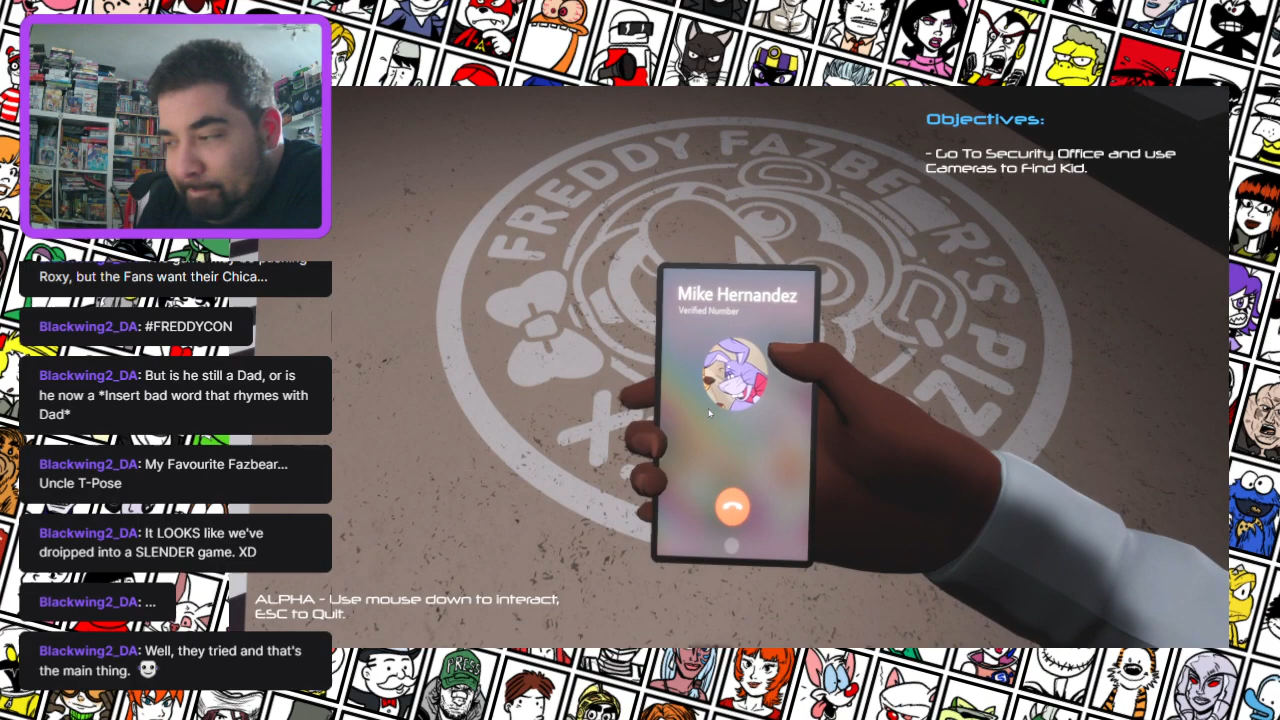 Roxy, but the Fans want their Chica...
Blackwing2_DA: #FREDDYCON
Blackwing2_DA: But is he still a Dad, or is
he now a *Insert bad word that rhymes with
Dad*
Blackwing2_DA: My Favourite Fazbear...
Uncle T-Pose
Blackwing2_DA: It LOOKS like we've
droipped into a SLENDER game. XD
Blackwing2_DA: ...
Blackwing2_DA: Well, they tried and that's
the main thing.
Objectives:
- Go To Security Office and use
Cameras to Find Kid.
FREDDY FAZBEAR'S PIZ
Mike Hernandez
Verified Number
ALPHA - Use mouse down to interact,
ESC to Quit.
PRESS